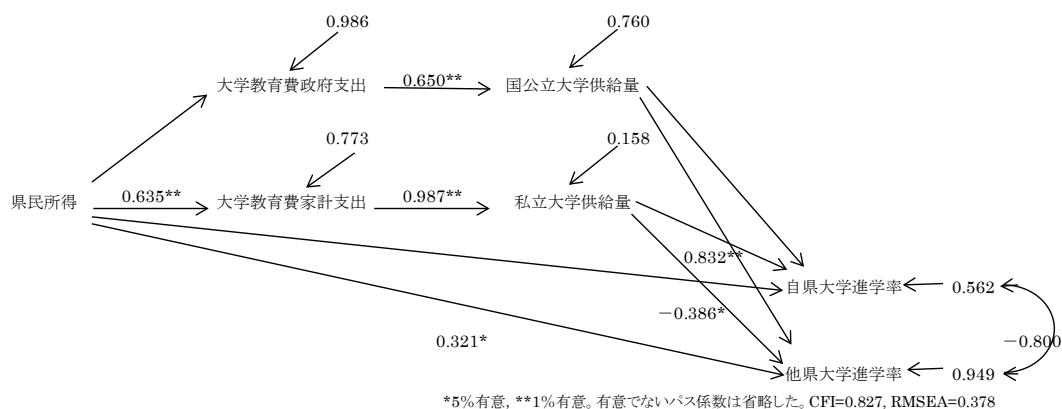 0.986
0.760
大学教育費政府支出
0.650**
国公立大学供給量
0.773
0.158
県民所得
0.635**
大学教育費家計支出
0.987**
私立大学供給量
0.832**
自県大学進学率
0.562
－0.386*
0.321*
－0.800
他県大学進学率
0.949
*5%有意, **1%有意。有意でないパス係数は省略した。CFI=0.827, RMSEA=0.378